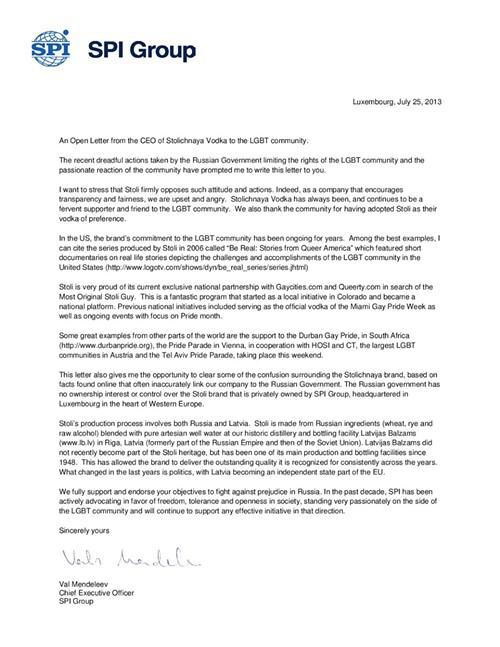 SPI
SPI Group
Luxembourg, July 25, 2013
An Open Letter from the CEO of Stolichnaya Vodka to the LGBT community.
The recent dreadful actions taken by the Russian Government limiting the rights of the LGBT community and the
passionate reaction of the community have prompted me to write this letter to you.
I want to stress that Stoli firmly opposes such attitude and actions. Indeed, as a company that encourages
transparency and fairness, we are upset and angry. Stolichnaya Vodka has always been, and continues to be a
fervent supporter and friend to the LGBT community. We also thank the community for having adopted Stoli as their
vodka of preference.
In the US, the brand's commitment to the LGBT community has been ongoing for years. Among the best examples, I
can cite the series produced by Stoli in 2006 called "Be Real: Stories from Queer America" which featured short
documentaries on real life stories depicting the challenges and accomplishments of the LGBT community in the
United States (http://www.logotv.com/shows/dyn/be_real_series/series.jhtml)
Stoli is very proud of its current exclusive national partnership with Gaycities.com and Queerty.com in search of the
Most Original Stoli Guy. This is a fantastic program that started as a local initiative in Colorado and became a
national platform. Previous national initiatives included serving as the official vodka of the Miami Gay Pride Week as
well as ongoing events with focus on Pride month.
Some great examples from other parts of the world are the support to the Durban Gay Pride, in South Africa
(http://www.durbanpride.org), the Pride Parade in Vienna, in cooperation with HOSI and CT, the largest LGBT
communities in Austria and the Tel Aviv Pride Parade, taking place this weekend.
This letter also gives me the opportunity to clear some of the confusion surrounding the Stolichnaya brand, based on
facts found online that often inaccurately link our company to the Russian Government. The Russian government has
no ownership interest or control over the Stoli brand that is privately owned by SPI Group, headquartered in
Luxembourg in the heart of Western Europe.
Stoli's production process involves both Russia and Latvia. Stoli is made from Russian ingredients (wheat, rye and
raw alcohol) blended with pure artesian well water at our historic distillery and bottling facility Latvijas Balzams
(www.lb.lv) in Riga, Latvia (formerly part of the Russian Empire and then of the Soviet Union). Latvijas Balzams did
not recently become part of the Stoli heritage, but has been one of its main production and bottling facilities since
1948. This has allowed the brand to deliver the outstanding quality it is recognized for consistently across the years.
What changed in the last years is politics, with Latvia becoming an independent state part of the EU.
We fully support and endorse your objectives to fight against prejudice in Russia. In the past decade, SPI has been
actively advocating in favor of freedom, tolerance and openness in society, standing very passionately on the side of
the LGBT community and will continue to support any effective initiative in that direction.
Sincerely yours
Val Mendeleev
Chief Executive Officer
SPI Group